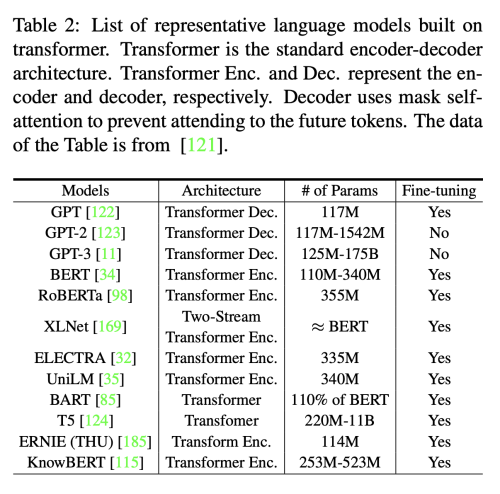 Table 2: List of representative language models built on
transformer. Transformer is the standard encoder-decoder
architecture. Transformer Enc. and Dec. represent the en-
coder and decoder, respectively. Decoder uses mask self-
attention to prevent attending to the future tokens. The data
of the Table is from [121].
Models Architecture # of Params Fine-tuning
GPT [122] Transformer Dec. 117M Yes
GPT-2 [123] Transformer Dec. 117M-1542M No
GPT-3 [11] Transformer Dec. 125M-175B No
BERT [34] Transformer Enc. 110M-340M Yes
RoBERTa [98] Transformer Enc. 355M Yes
XLNet [169] Two-Stream
Transformer Enc. ≈ BERT Yes
ELECTRA [32] Transformer Enc. 335M Yes
UniLM [35] Transformer Enc. 340M Yes
BART [85] Transformer 110% of BERT Yes
T5 [124] Transfomer 220M-11B Yes
ERNIE (THU) [185] Transform Enc. 114M Yes
KnowBERT [115] Transformer Enc. 253M-523M Yes